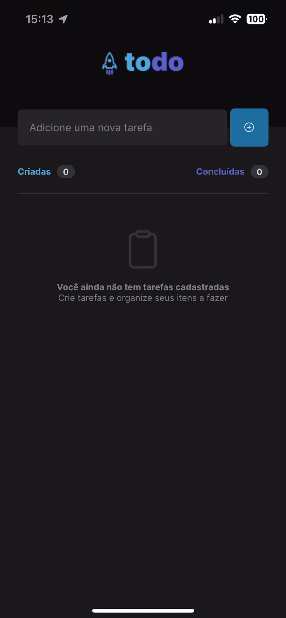 15:13
100
todo
Adicione uma nova tarefa
Criadas 0
Concluídas 0
Você ainda não tem tarefas cadastradas
Crie tarefas e organize seus itens a fazer